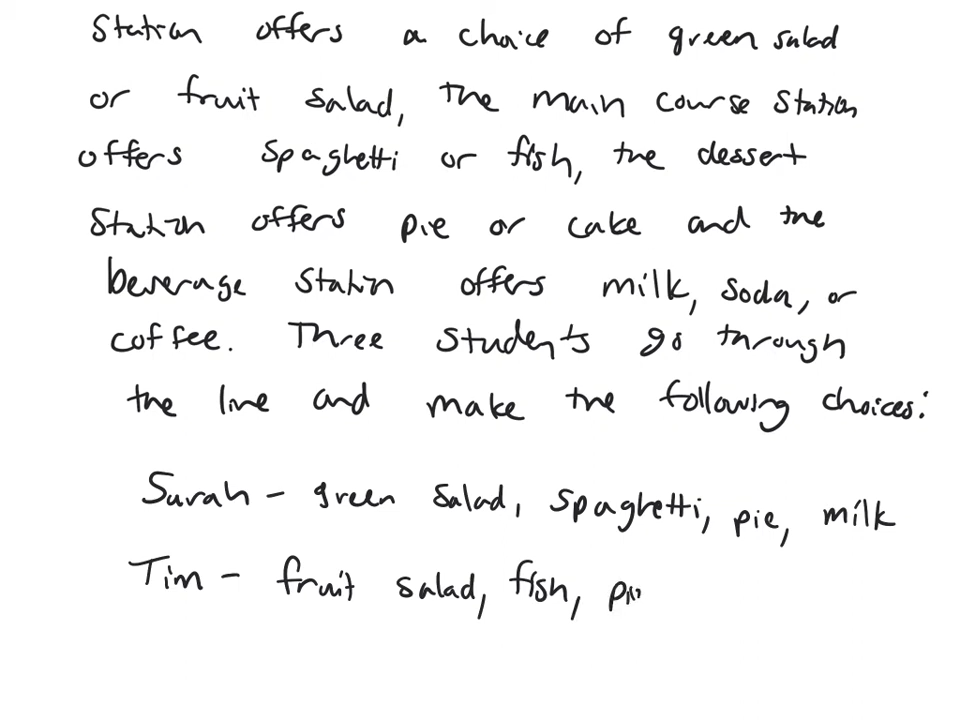 Station offers a choice of green salad
or fruit salad, the main course station
offers spaghetti or fish, the dessert
station offers pie or cake and the
beverage station offers milk, soda, or
coffee. Three students go through
the line and make the following choices:
Sarah - green salad, spaghetti, pie, milk
Tim - fruit salad, fish,